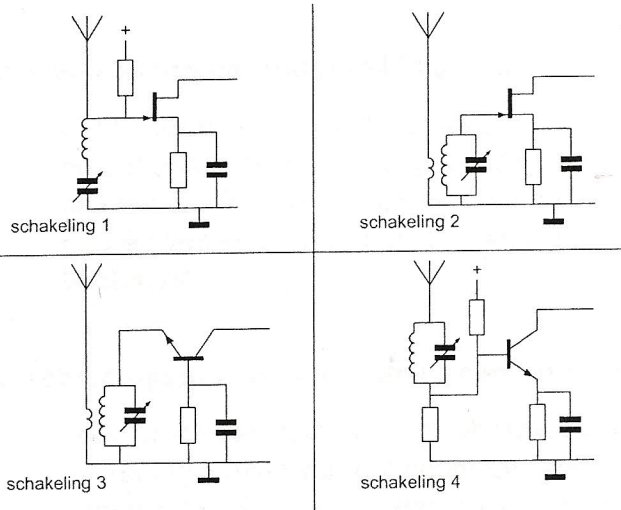 +
schakeling 1
schakeling 2
+
schakeling 3
schakeling 4